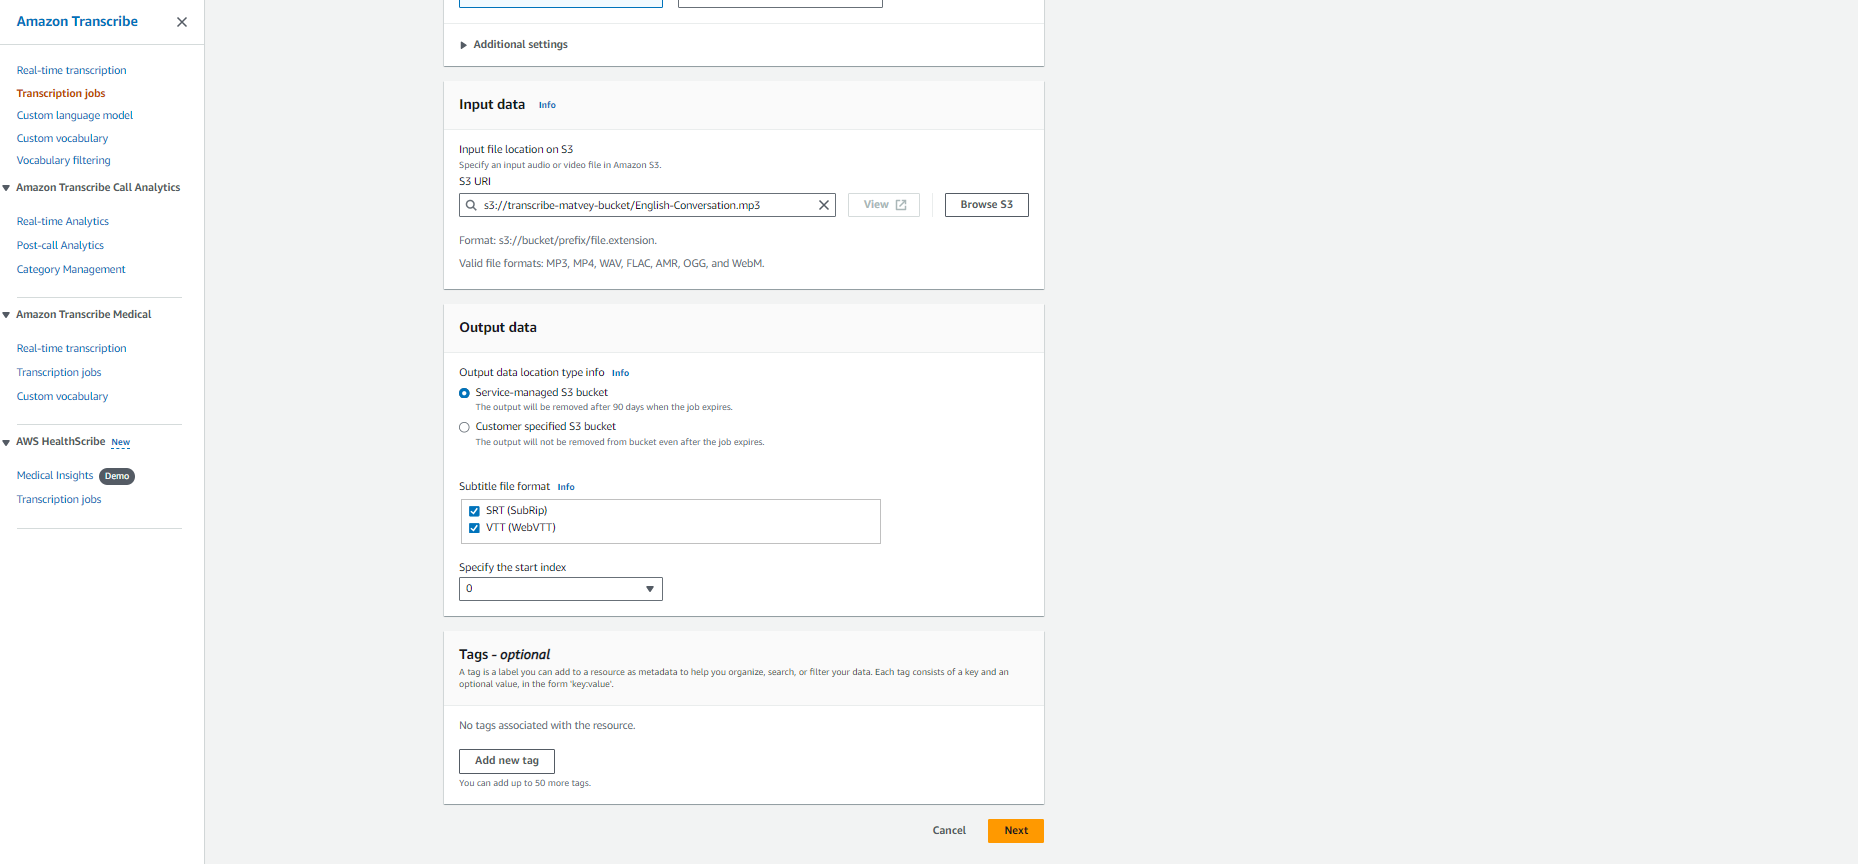 Amazon Transcribe
Real-time transcription
Transcription jobs
Custom language model
Custom vocabulary
Vocabulary filtering
Amazon Transcribe Call Analytics
Real-time Analytics
Post-call Analytics
Category Management
Amazon Transcribe Medical
Real-time transcription
Transcription jobs
Custom vocabulary
AWS HealthScribe New
Medical Insights Demo
Transcription jobs
Additional settings
Input data Info
Input file location on S3
Specify an input audio or video file in Amazon S3.
S3 URI
s3://transcribe-matvey-bucket/English-Conversation.mp3 View Browse S3
Format: s3://bucket/prefix/file.extension.
Valid file formats: MP3, MP4, WAV, FLAC, AMR, OGG, and WebM.
Output data
Output data location type info Info
Service-managed S3 bucket
The output will be removed after 90 days when the job expires.
Customer specified S3 bucket
The output will not be removed from bucket even after the job expires.
Subtitle file format Info
SRT (SubRip)
VTT (WebVTT)
Specify the start index
0
Tags - optional
A tag is a label you can add to a resource as metadata to help you organize, search, or filter your data. Each tag consists of a key and an
optional value, in the form 'key:value'.
No tags associated with the resource.
Add new tag
You can add up to 50 more tags.
Cancel Next